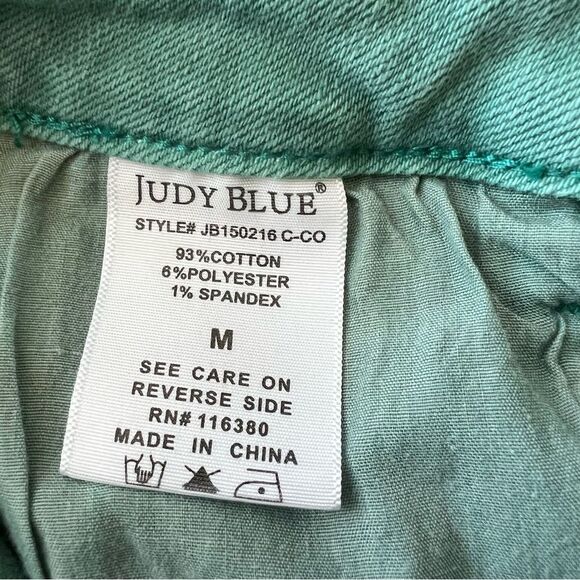 JUDY BLUE®
STYLE# JB150216 C-CO
93%COTTON
6%POLYESTER
1% SPANDEX
M
SEE CARE ON
REVERSE SIDE
RN# 116380
MADE IN CHINA